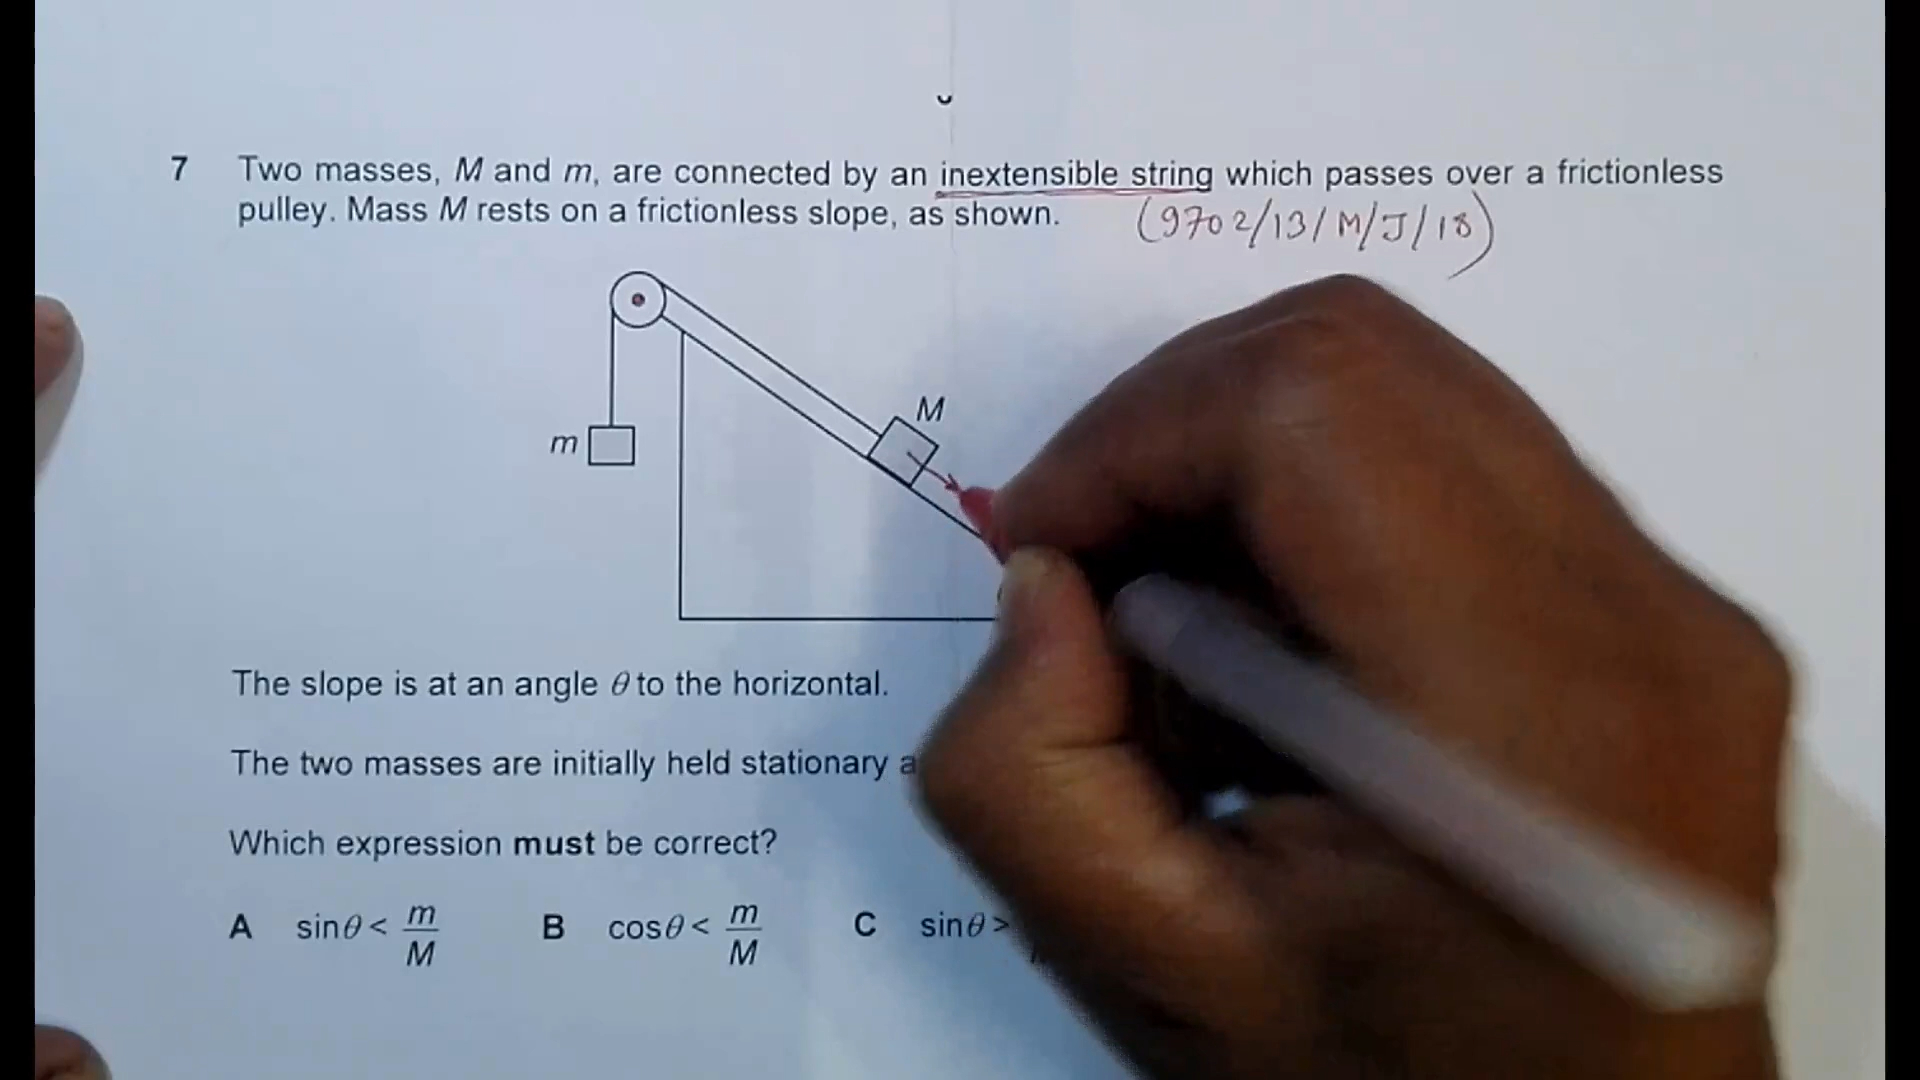 7 Two masses, M and m, are connected by an inextensible string which passes over a frictionless
pulley. Mass M rests on a frictionless slope, as shown.
(9702/13/M/J/18)
M
m
The slope is at an angle θ to the horizontal.
The two masses are initially held stationary
Which expression must be correct?
A sinθ < m/M B cosθ < m/M C sinθ >